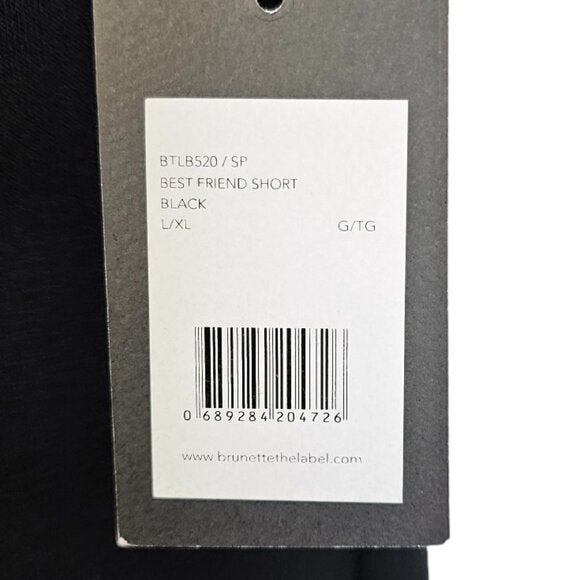 BTLB520 / SP
BEST FRIEND SHORT
BLACK
L/XL G/TG
0 689284 204726
www.brunettethelabel.com